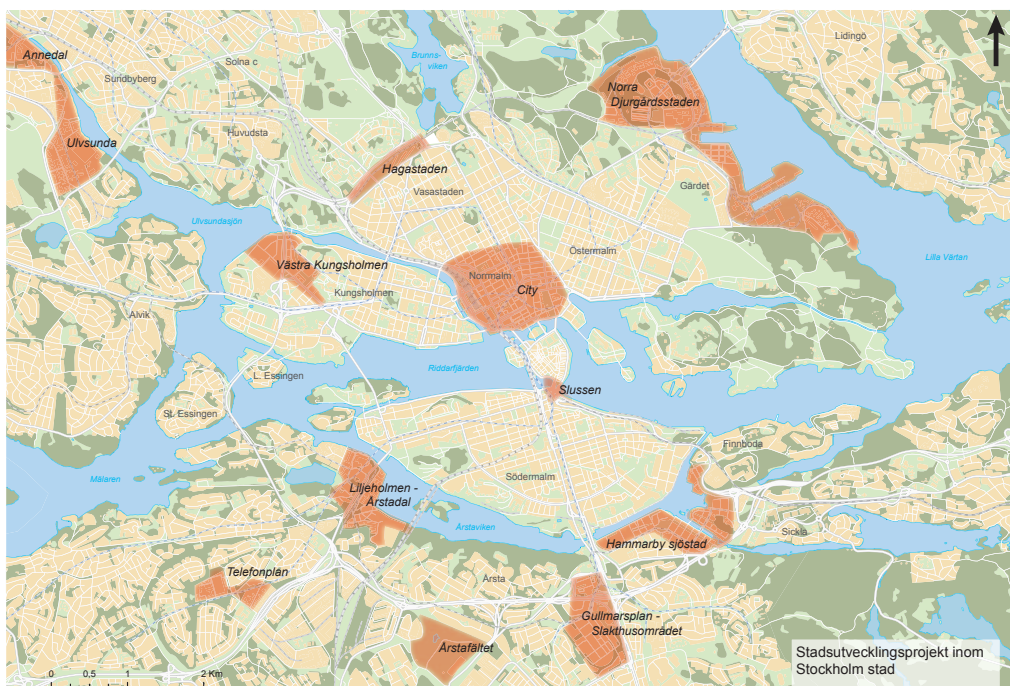 Annedal
Sundbyberg
Solna c
Brunns-
viken
Lidingö
Norra
Djurgårdsstaden
Ulvsunda
Huvudsta
Hagastaden
Vasastaden
Gärdet
Ulvsundasjön
Västra Kungsholmen
Östermalm
Lilla Värtan
Norrmalm
City
Kungsholmen
Alvik
Riddarfjärden
L. Essingen
Slussen
St. Essingen
Finnboda
Mälaren
Liljeholmen -
Årstadal
Södermalm
Årstaviken
Sickla
Hammarby sjöstad
Telefonplan
Årsta
Gullmarsplan -
Slakthusområdet
Årstafältet
Stadsutvecklingsprojekt inom
Stockholm stad
0 0,5 1 2 Km